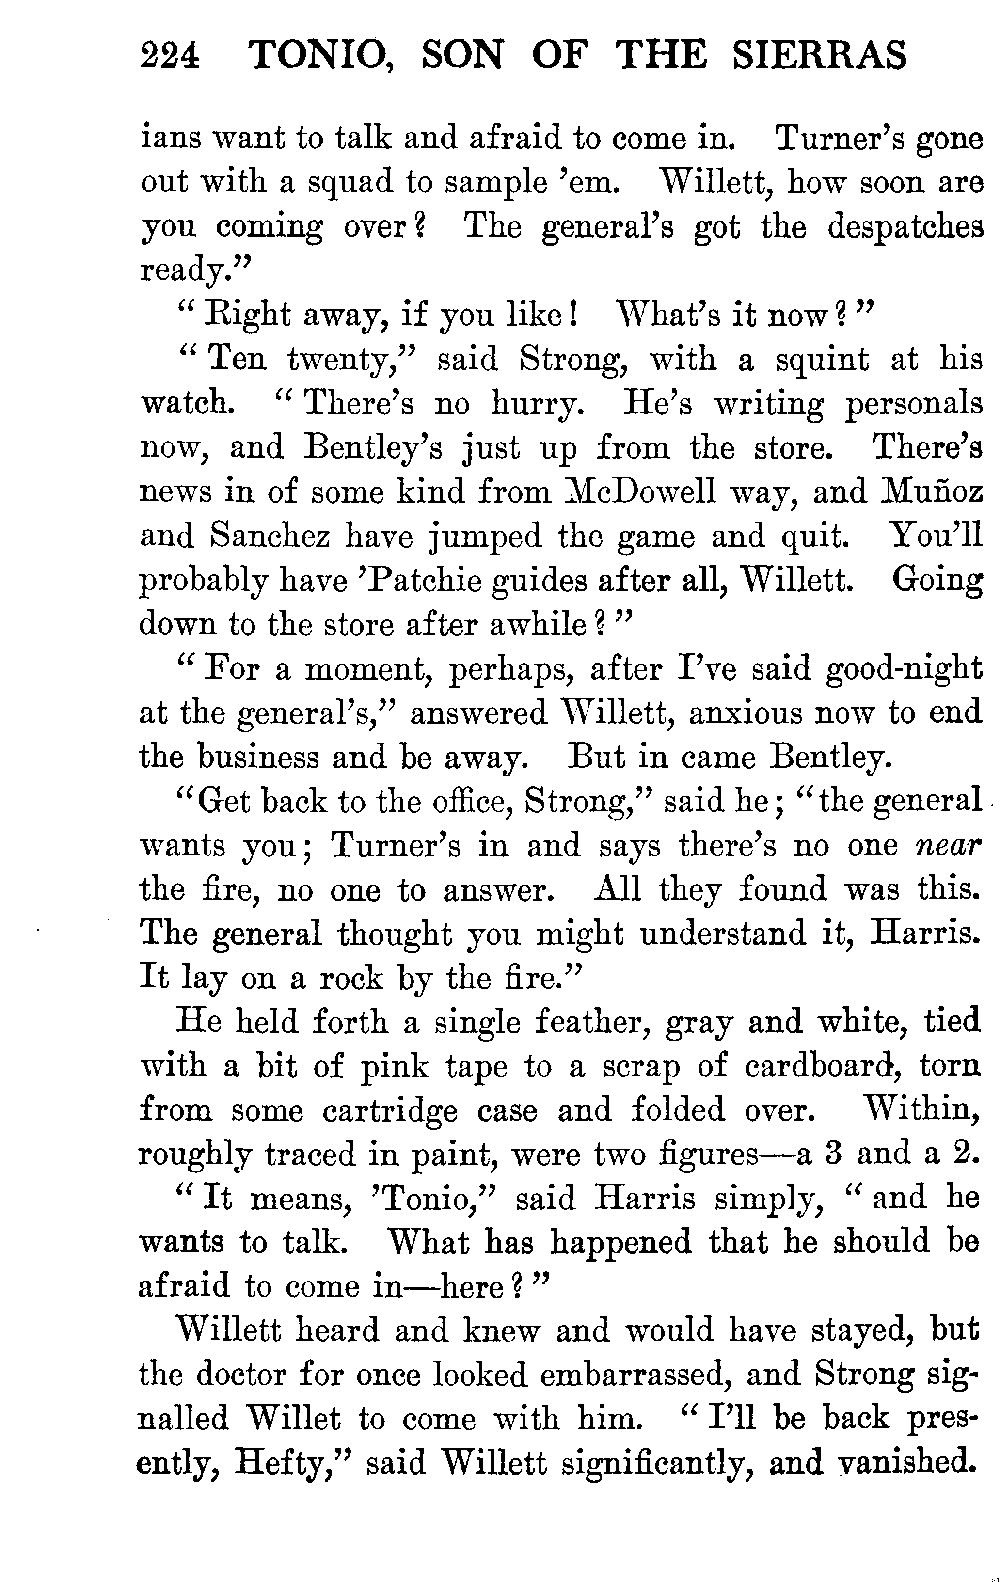 224 TONIO, SON OF THE SIERRAS
ians want to talk and afraid to come in. Turner's gone
out with a squad to sample 'em. Willett, how soon are
you coming over? The general's got the despatches
ready."
"Right away, if you like! What's it now?"
"Ten twenty," said Strong, with a squint at his
watch. "There's no hurry. He's writing personals
now, and Bentley's just up from the store. There's
news in of some kind from McDowell way, and Muñoz
and Sanchez have jumped the game and quit. You'll
probably have 'Patchie guides after all, Willett. Going
down to the store after awhile?"
"For a moment, perhaps, after I've said good-night
at the general's," answered Willett, anxious now to end
the business and be away. But in came Bentley.
"Get back to the office, Strong," said he; "the general
wants you; Turner's in and says there's no one near
the fire, no one to answer. All they found was this.
The general thought you might understand it, Harris.
It lay on a rock by the fire."
He held forth a single feather, gray and white, tied
with a bit of pink tape to a scrap of cardboard, torn
from some cartridge case and folded over. Within,
roughly traced in paint, were two figures—a 3 and a 2.
"It means, 'Tonio," said Harris simply, "and he
wants to talk. What has happened that he should be
afraid to come in—here?"
Willett heard and knew and would have stayed, but
the doctor for once looked embarrassed, and Strong sig-
nalled Willet to come with him. "I'll be back pres-
ently, Hefty," said Willett significantly, and vanished.